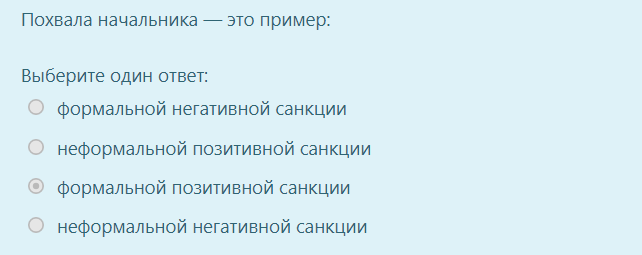 Похвала начальника — это пример:
Выберите один ответ:
формальной негативной санкции
неформальной позитивной санкции
формальной позитивной санкции
неформальной негативной санкции